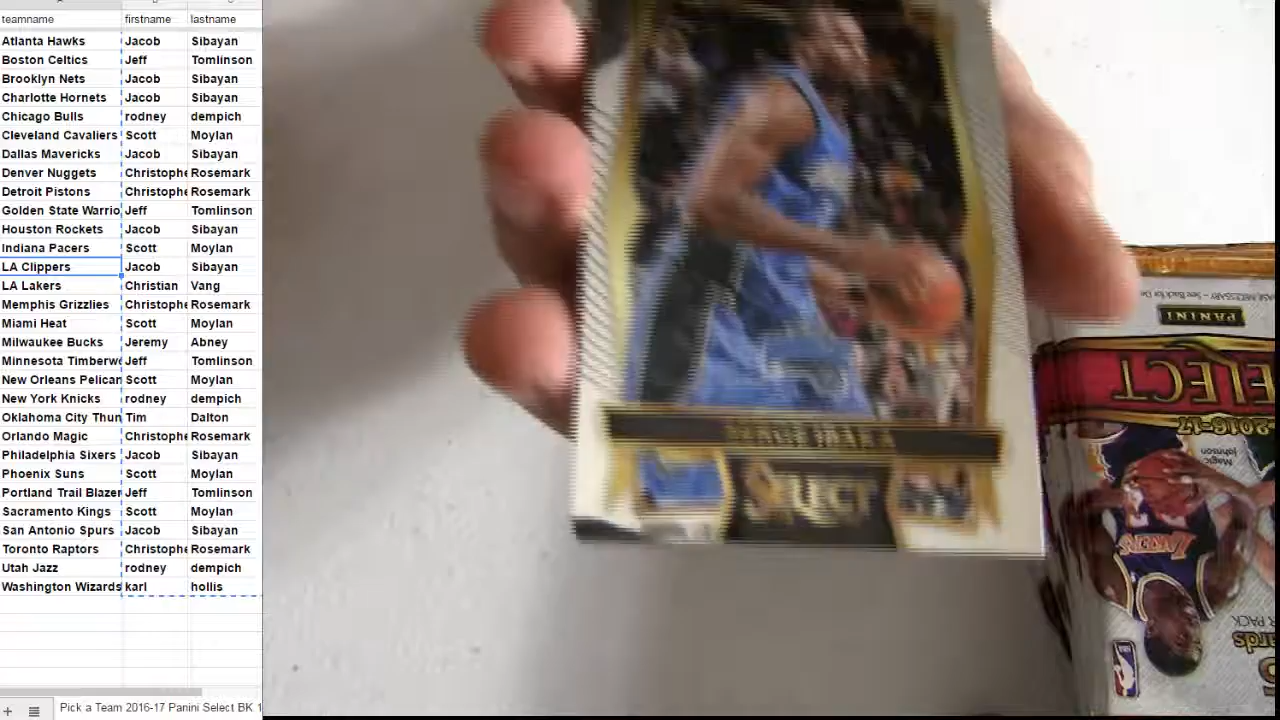 teamname firstname lastname
Atlanta Hawks Jacob Sibayan
Boston Celtics Jeff Tomlinson
Brooklyn Nets Jacob Sibayan
Charlotte Hornets Jacob Sibayan
Chicago Bulls rodney dempich
Cleveland Cavaliers Scott Moylan
Dallas Mavericks Jacob Sibayan
Denver Nuggets Christophe Rosemark
Detroit Pistons Christophe Rosemark
Golden State Warrio Jeff Tomlinson
Houston Rockets Jacob Sibayan
Indiana Pacers Scott Moylan
LA Clippers Jacob Sibayan
LA Lakers Christian Vang
Memphis Grizzlies Christophe Rosemark
Miami Heat Scott Moylan
Milwaukee Bucks Jeremy Abney
Minnesota Timberwo Jeff Tomlinson
New Orleans Pelican Scott Moylan
New York Knicks rodney dempich
Oklahoma City Thun Tim Dalton
Orlando Magic Christophe Rosemark
Philadelphia Sixers Jacob Sibayan
Phoenix Suns Scott Moylan
Portland Trail Blazer Jeff Tomlinson
Sacramento Kings Scott Moylan
San Antonio Spurs Jacob Sibayan
Toronto Raptors Christophe Rosemark
Utah Jazz rodney dempich
Washington Wizards karl hollis
Pick a Team 2016-17 Panini Select BK 1
SELECT
PANINI
ELECT
2016-17
Magic
Johnson
NBA